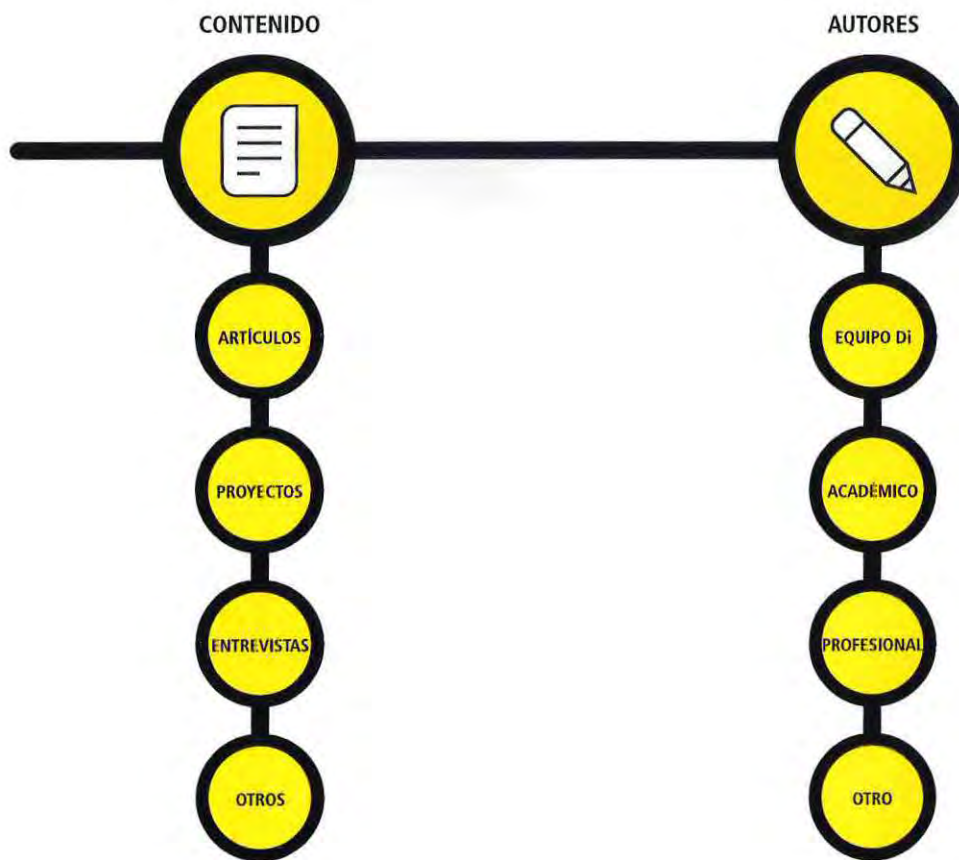 CONTENIDO
ARTÍCULOS
PROYECTOS
ENTREVISTAS
OTROS
AUTORES
EQUIPO Di
ACADÉMICO
PROFESIONAL
OTRO